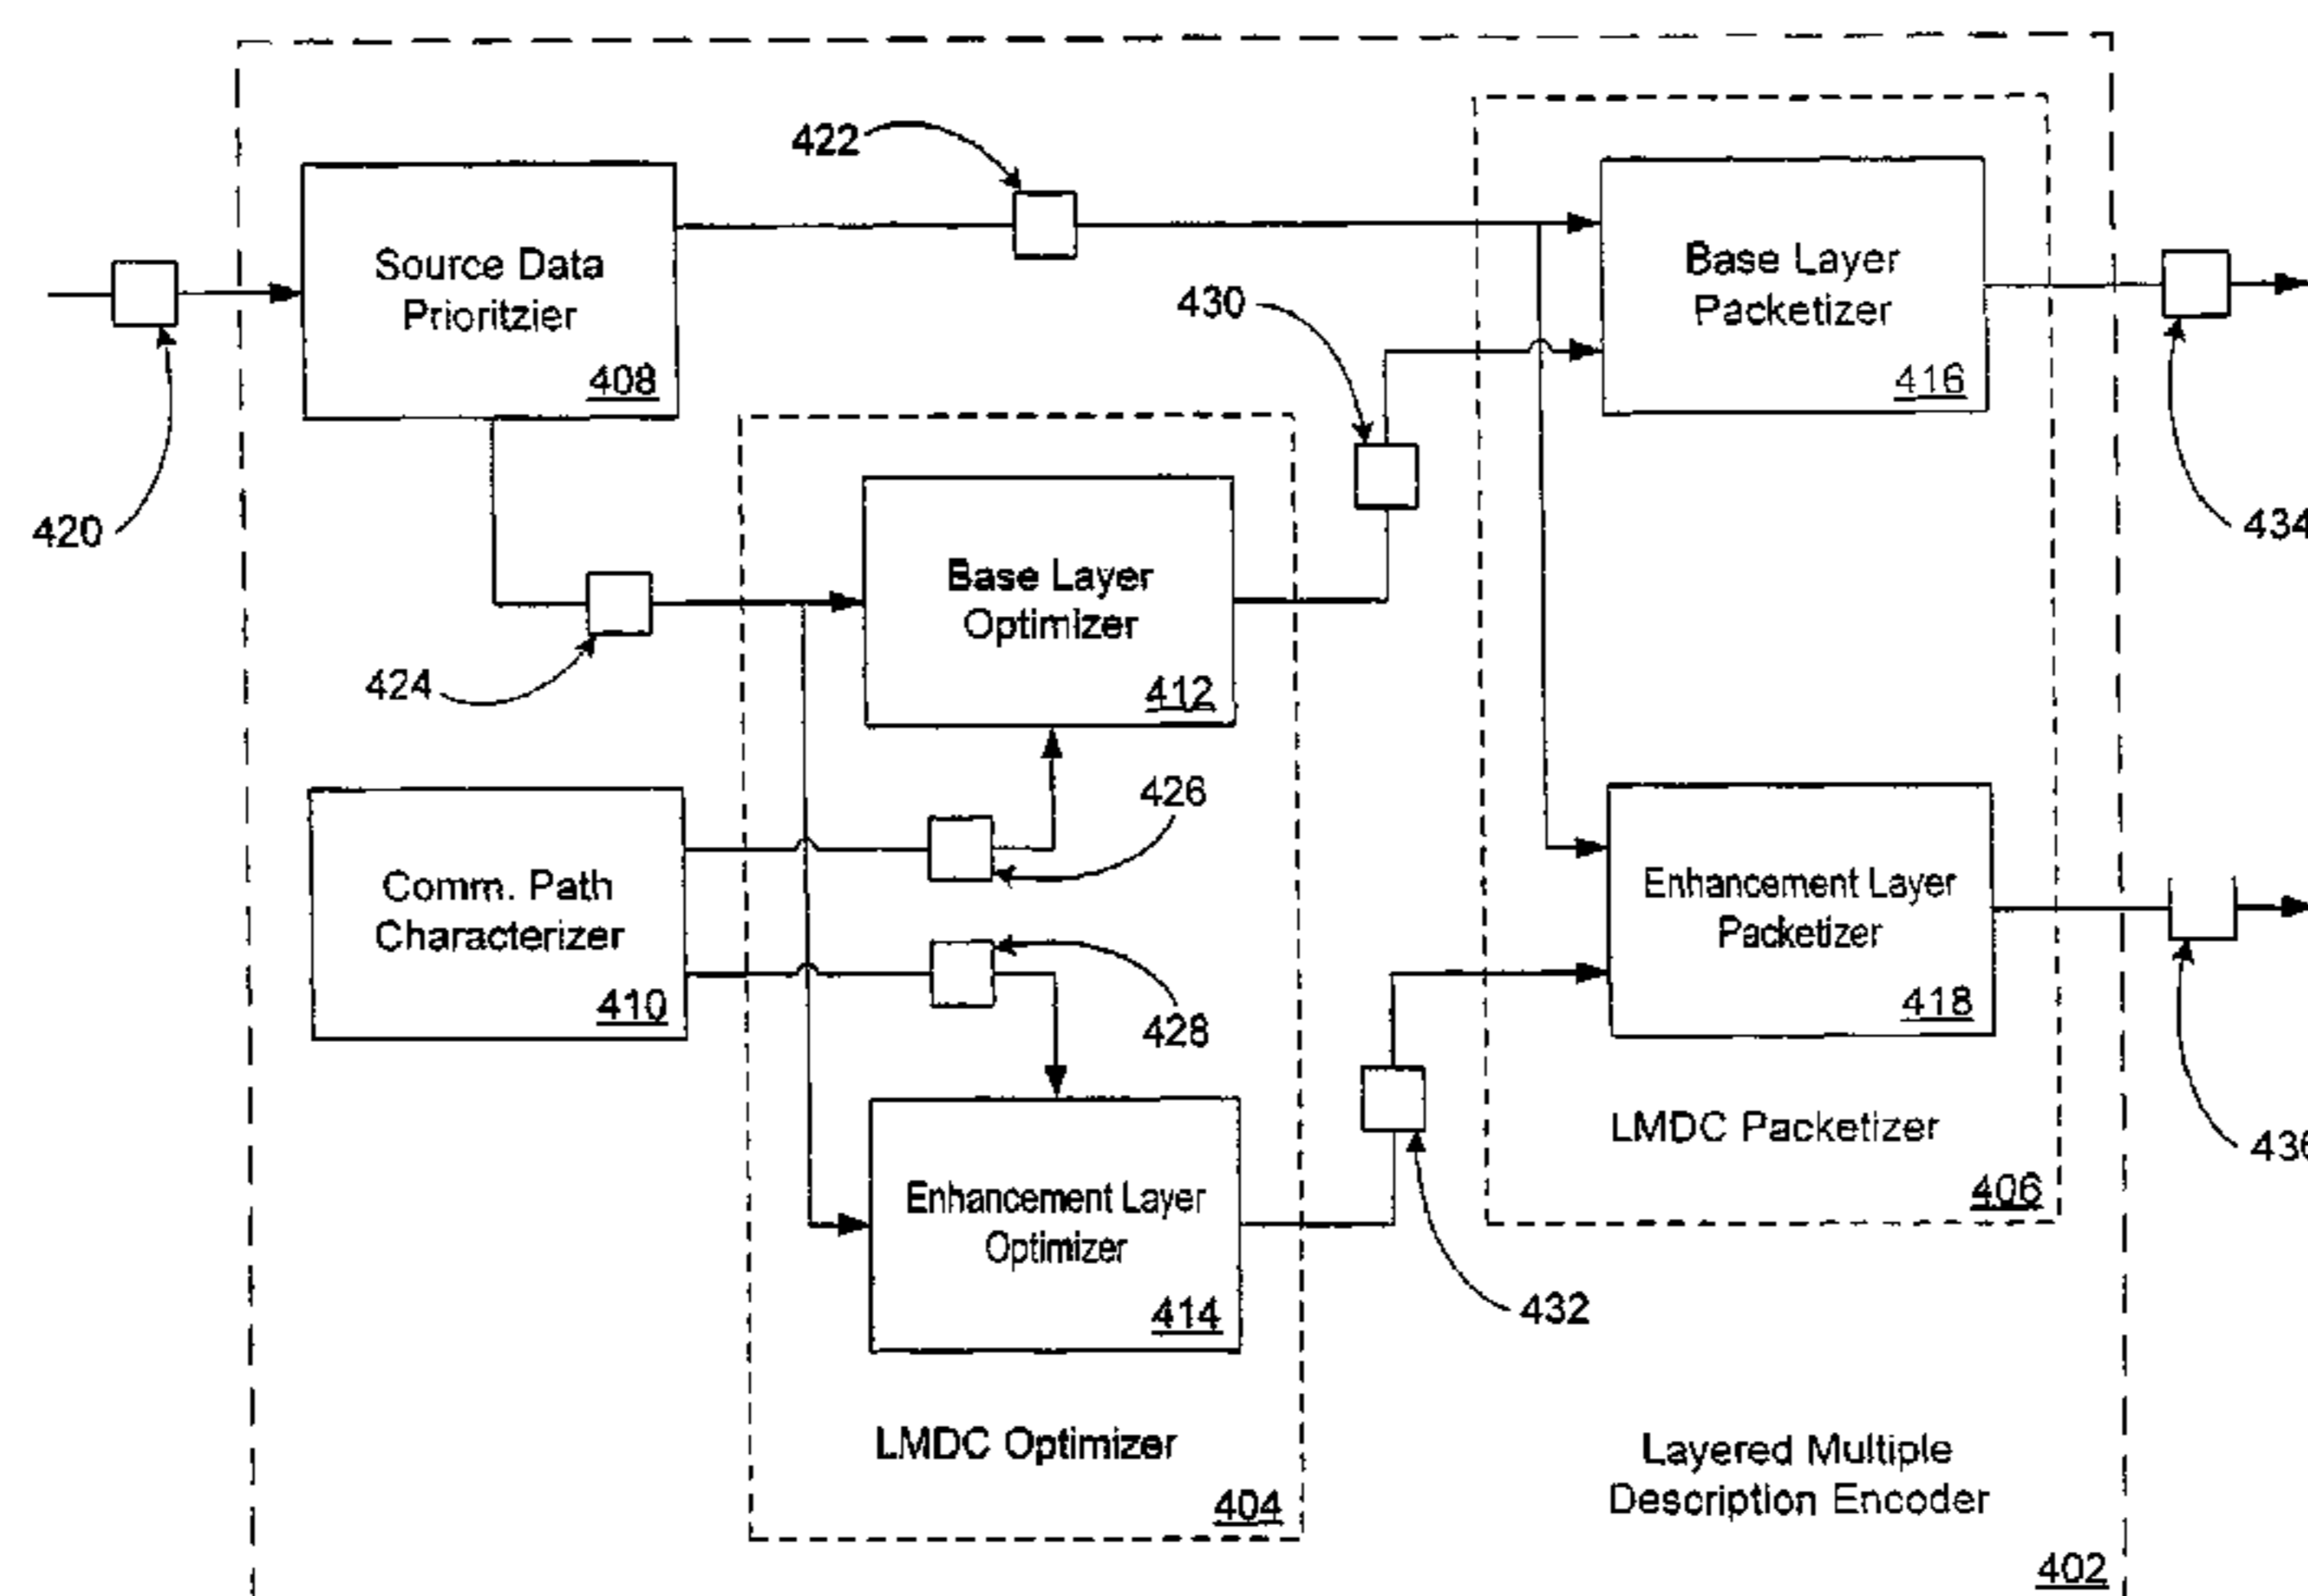 422
Source Data
Prioritzier
408
Base Layer
Packetizer
416
430
420
434
Base Layer
Optimizer
412
424
426
Comm. Path
Characterizer
410
428
Enhancement Layer
Packetizer
418
LMDC Packetizer
406
436
Enhancement Layer
Optimizer
414
432
LMDC Optimizer
404
Layered Multiple
Description Encoder
402